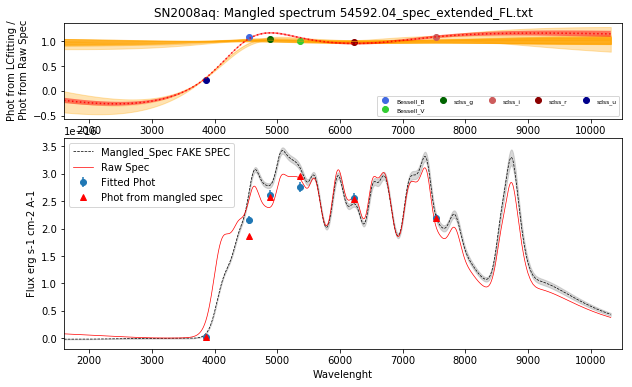 SN2008aq: Mangled spectrum 54592.04_spec_extended_FL.txt
Phot from LCfitting /
Phot from Raw Spec
1.0
0.5
0.0
−0.5
Bessell_B
Bessell_V
sdss_g
sdss_i
sdss_r
sdss_u
2000 3000 4000 5000 6000 7000 8000 9000 10000
1e−16
Flux erg s-1 cm-2 A-1
3.5
3.0
2.5
2.0
1.5
1.0
0.5
0.0
Mangled_Spec FAKE SPEC
Raw Spec
Fitted Phot
Phot from mangled spec
2000 3000 4000 5000 6000 7000 8000 9000 10000
Wavelenght